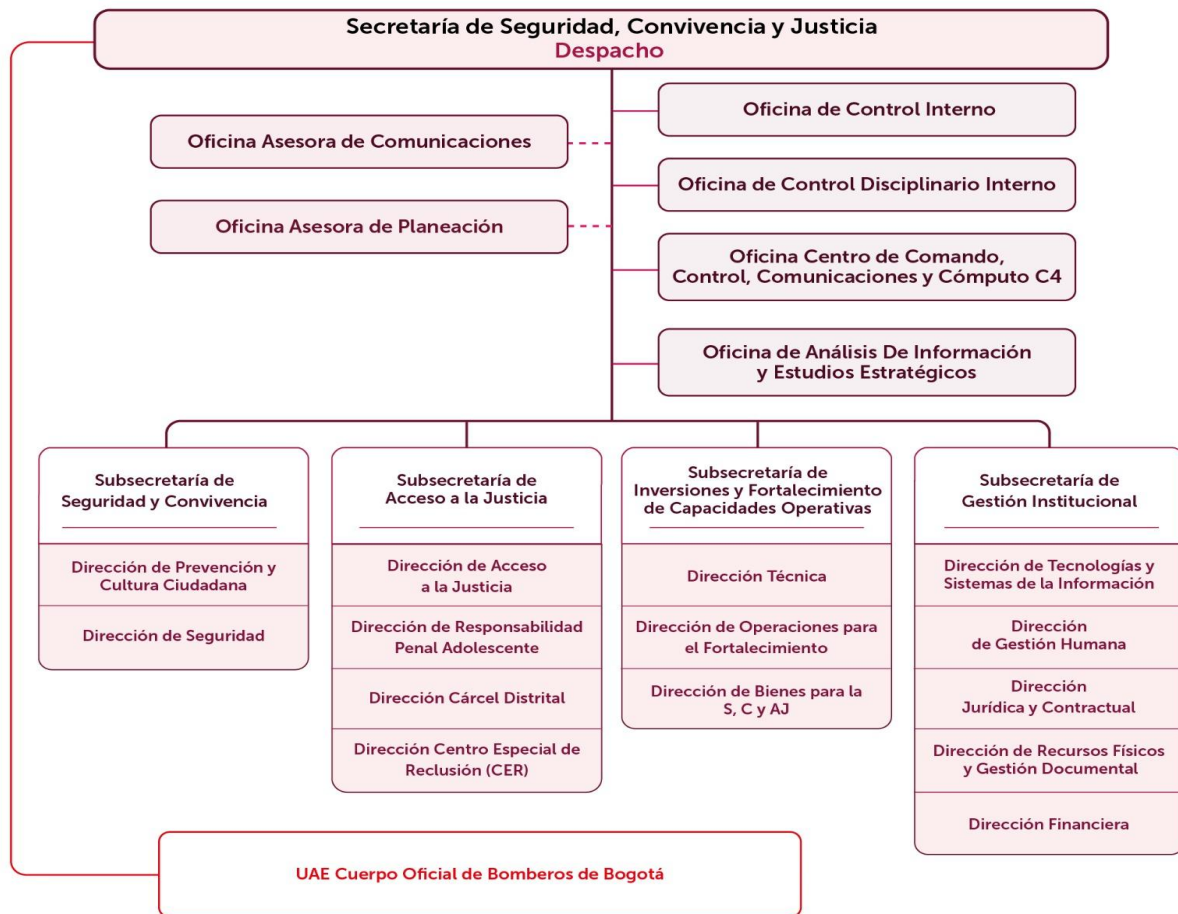 Secretaría de Seguridad, Convivencia y Justicia
Despacho
Oficina Asesora de Comunicaciones
Oficina Asesora de Planeación
Oficina de Control Interno
Oficina de Control Disciplinario Interno
Oficina Centro de Comando,
Control, Comunicaciones y Cómputo C4
Oficina de Análisis De Información
y Estudios Estratégicos
Subsecretaría de
Seguridad y Convivencia
Dirección de Prevención y
Cultura Ciudadana
Dirección de Seguridad
Subsecretaría de
Acceso a la Justicia
Dirección de Acceso
a la Justicia
Dirección de Responsabilidad
Penal Adolescente
Dirección Cárcel Distrital
Dirección Centro Especial de
Reclusión (CER)
Subsecretaría de
Inversiones y Fortalecimiento
de Capacidades Operativas
Dirección Técnica
Dirección de Operaciones para
el Fortalecimiento
Dirección de Bienes para la
S, C y AJ
Subsecretaría de
Gestión Institucional
Dirección de Tecnologías y
Sistemas de la Información
Dirección
de Gestión Humana
Dirección
Jurídica y Contractual
Dirección de Recursos Físicos
y Gestión Documental
Dirección Financiera
UAE Cuerpo Oficial de Bomberos de Bogotá